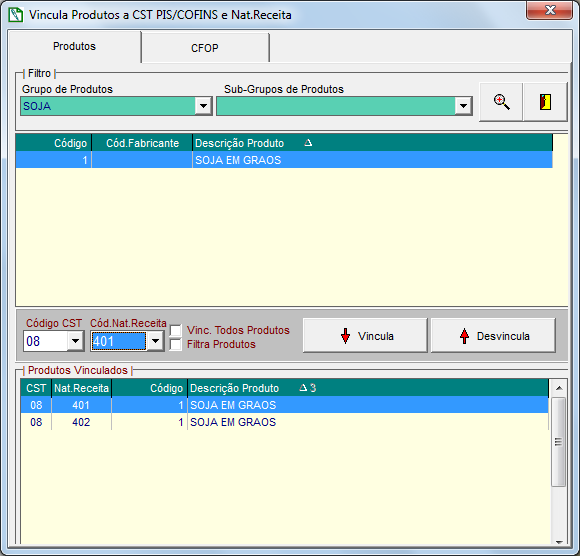 Vincula Produtos a CST PIS/COFINS e Nat.Receita
Produtos CFOP
Filtro
Grupo de Produtos Sub-Grupos de Produtos
SOJA
Código Cód.Fabricante Descrição Produto
1 SOJA EM GRAOS
Código CST Cód.Nat.Receita
08 401
Vinc. Todos Produtos
Filtra Produtos
Vincula Desvincula
Produtos Vinculados
CST Nat.Receita Código Descrição Produto 3
08 401 1 SOJA EM GRAOS
08 402 1 SOJA EM GRAOS